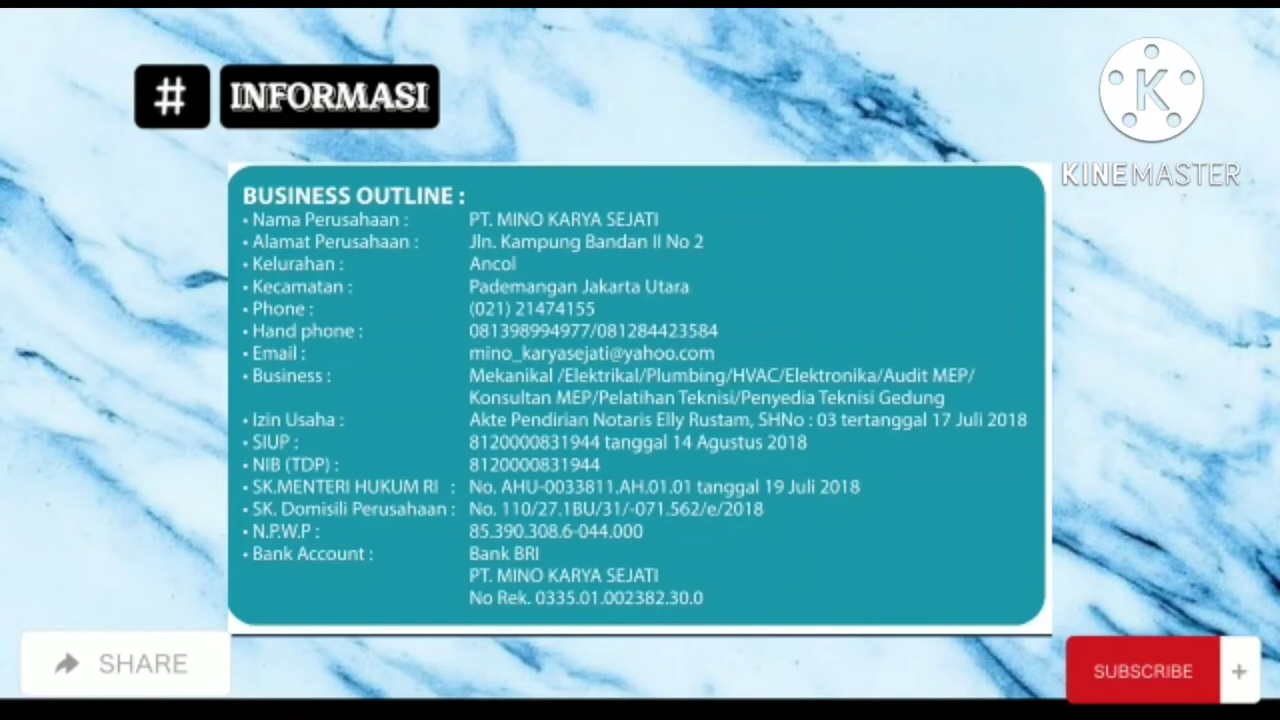 # INFORMASI
K
KINEMASTER
BUSINESS OUTLINE :
• Nama Perusahaan : PT. MINO KARYA SEJATI
• Alamat Perusahaan : Jln. Kampung Bandan II No 2
• Kelurahan : Ancol
• Kecamatan : Pademangan Jakarta Utara
• Phone : (021) 21474155
• Hand phone : 081398994977/081284423584
• Email : mino_karyasejati@yahoo.com
• Business : Mekanikal /Elektrikal/Plumbing/HVAC/Elektronika/Audit MEP/
Konsultan MEP/Pelatihan Teknisi/Penyedia Teknisi Gedung
• Izin Usaha : Akte Pendirian Notaris Elly Rustam, SHNo : 03 tertanggal 17 Juli 2018
• SIUP : 8120000831944 tanggal 14 Agustus 2018
• NIB (TDP) : 8120000831944
• SK.MENTERI HUKUM RI : No. AHU-0033811.AH.01.01 tanggal 19 Juli 2018
• SK. Domisili Perusahaan : No. 110/27.1BU/31/-071.562/e/2018
• N.P.W.P : 85.390.308.6-044.000
• Bank Account : Bank BRI
PT. MINO KARYA SEJATI
No Rek. 0335.01.002382.30.0
SHARE
SUBSCRIBE +